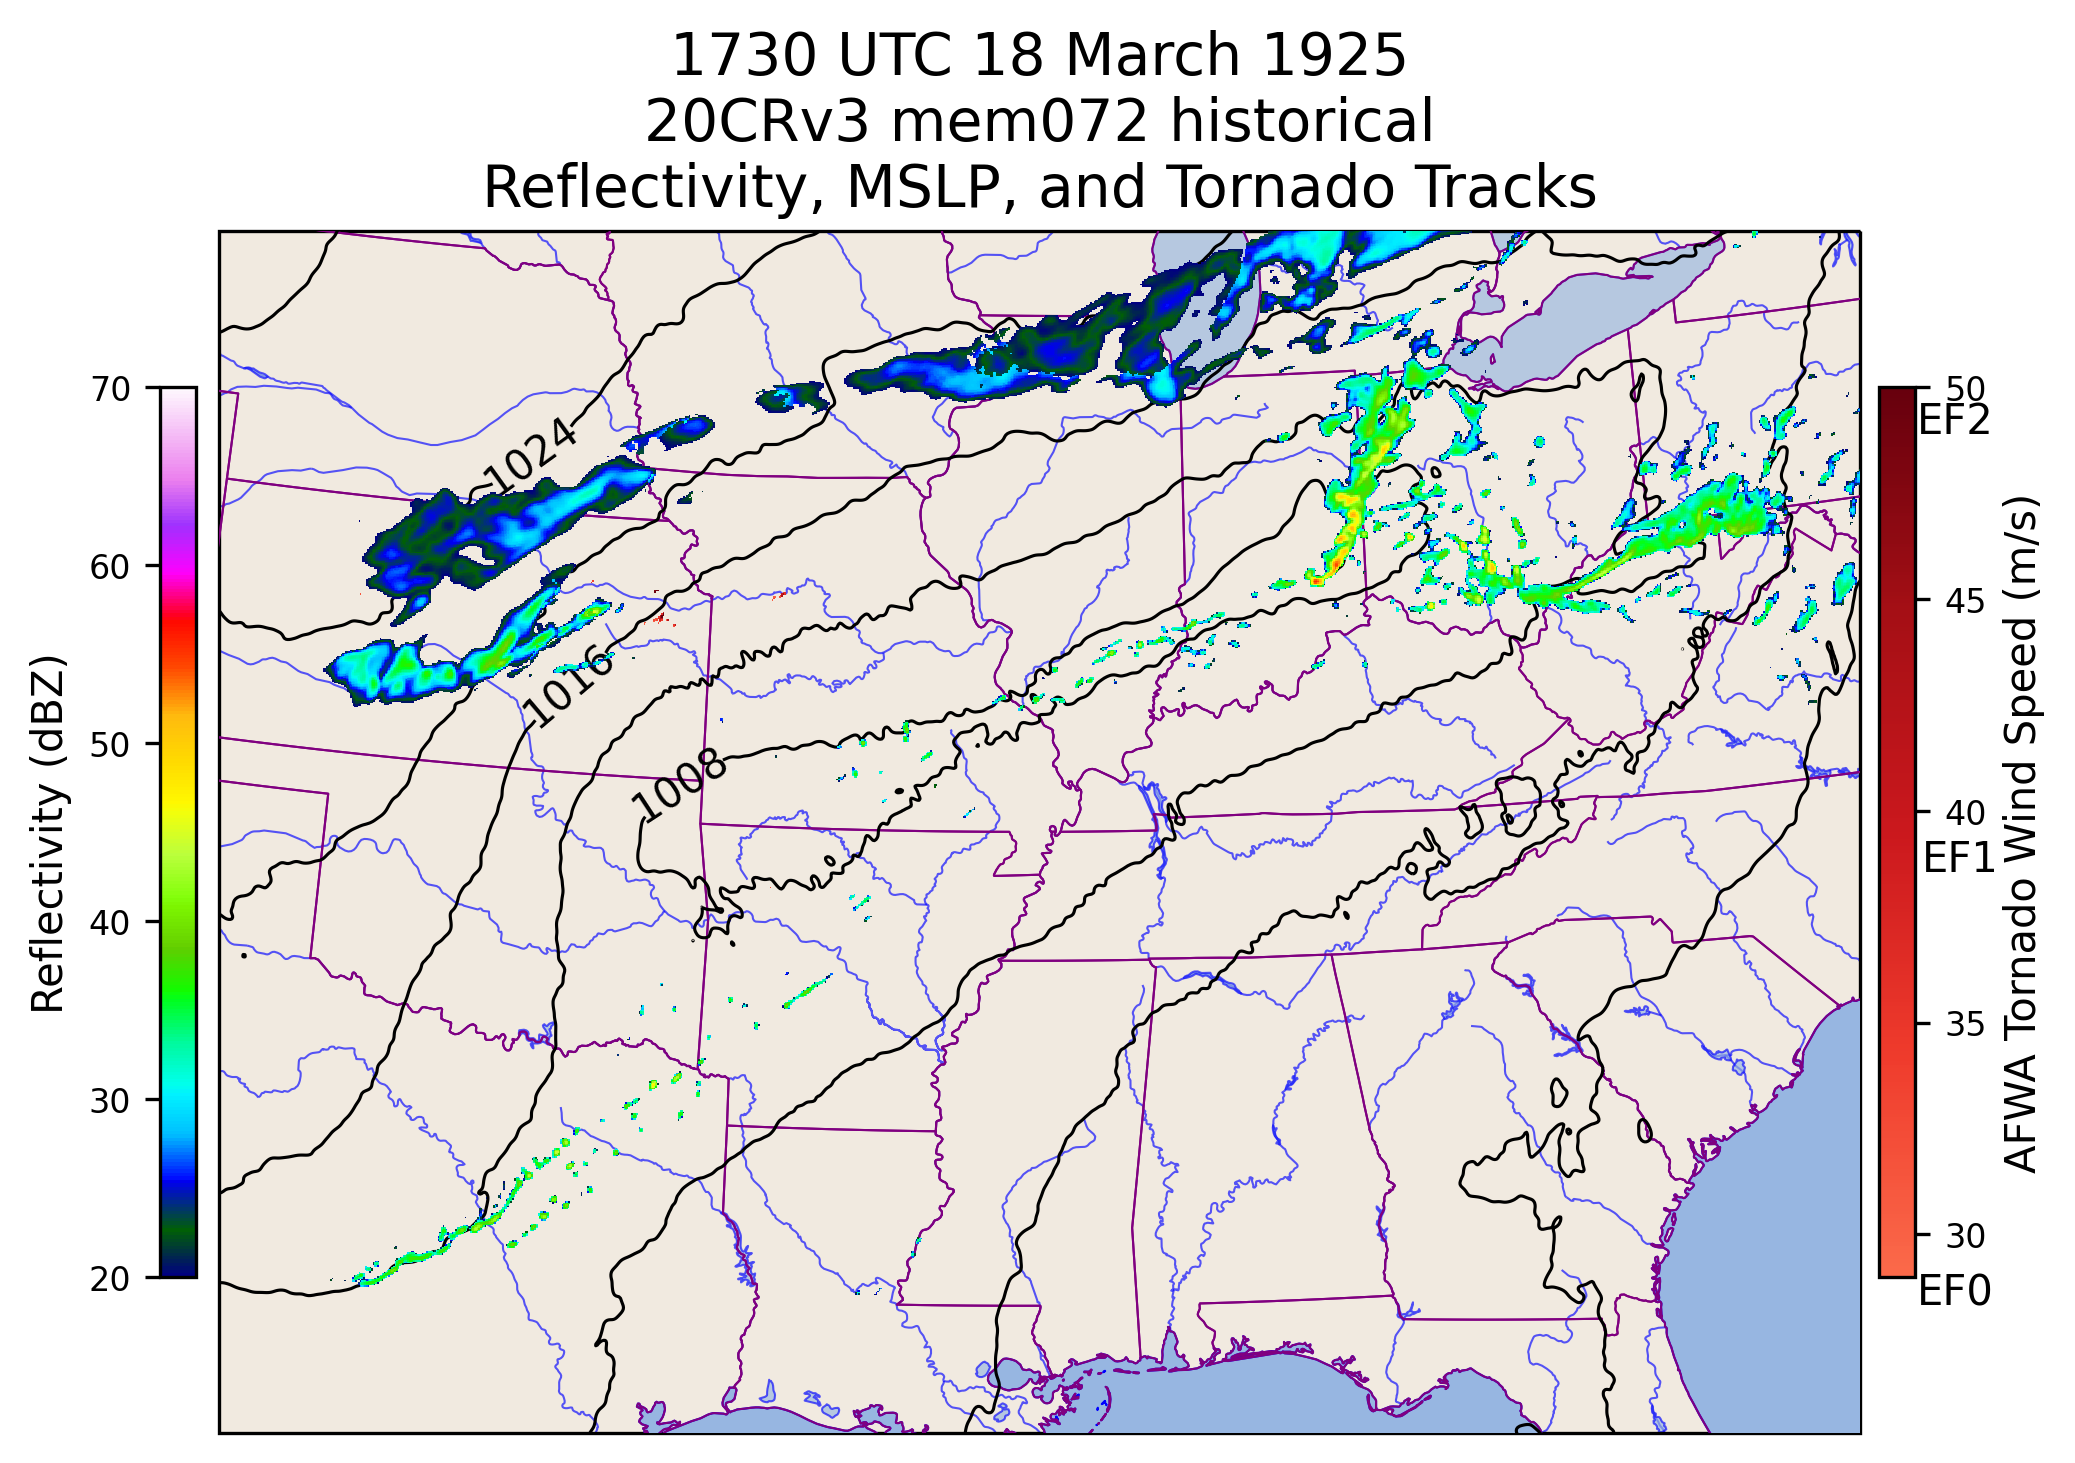 1730 UTC 18 March 1925
20CRv3 mem072 historical
Reflectivity, MSLP, and Tornado Tracks
Reflectivity (dBZ)
70
60
50
40
30
20
1024
1016
1008
50
EF2
45
40
EF1
35
30
EF0
AFWA Tornado Wind Speed (m/s)